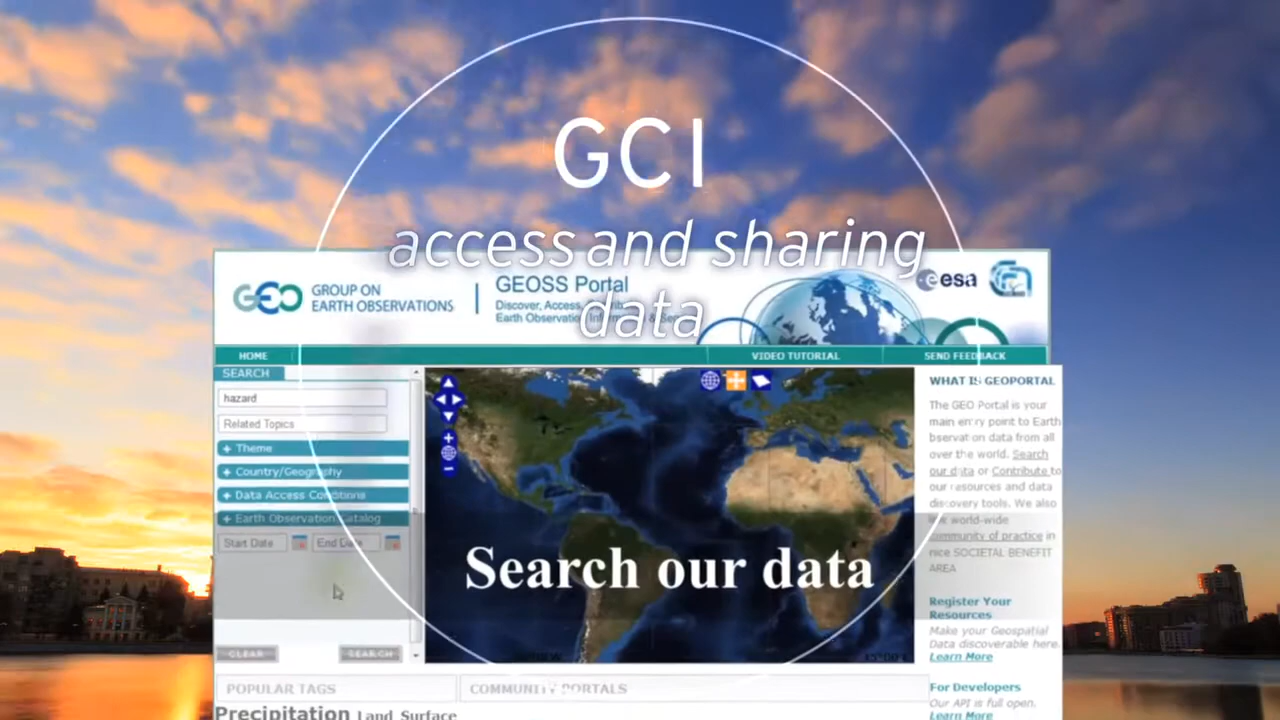 GCI
access and sharing
data
GEO GROUP ON
EARTH OBSERVATIONS
GEOSS Portal
Discover, Access,
Earth Observation
esa
HOME
VIDEO TUTORIAL
SEND FEEDBACK
SEARCH
hazard
Related Topics
+ Theme
+ Country/Geography
+ Data Access Conditions
+ Earth Observation Catalog
Start Date
End Date
CLEAR
SEARCH
Search our data
WHAT IS GEOPORTAL
The GEO Portal is your
main entry point to Earth
bservation data from all
over the world. Search
our data or Contribute to
our resources and data
discovery tools. We also
link world-wide
community of practice in
nice SOCIETAL BENEFIT
AREA
Register Your
Resources
Make your Geospatial
Data discoverable here.
Learn More
For Developers
Our API is full open.
Learn More
POPULAR TAGS
COMMUNITY PORTALS
Precipitation Land Surface